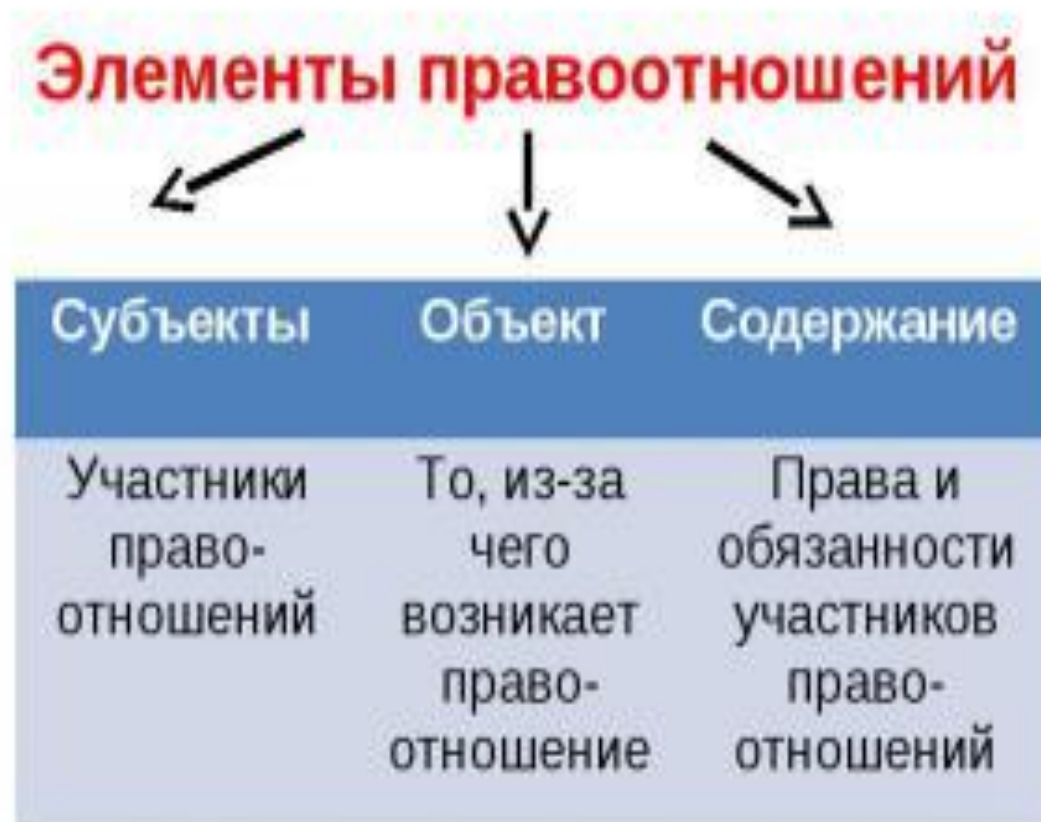 Элементы правоотношений
Субъекты
Объект
Содержание
Участники
право-
отношений
То, из-за
чего
возникает
право-
отношение
Права и
обязанности
участников
право-
отношений